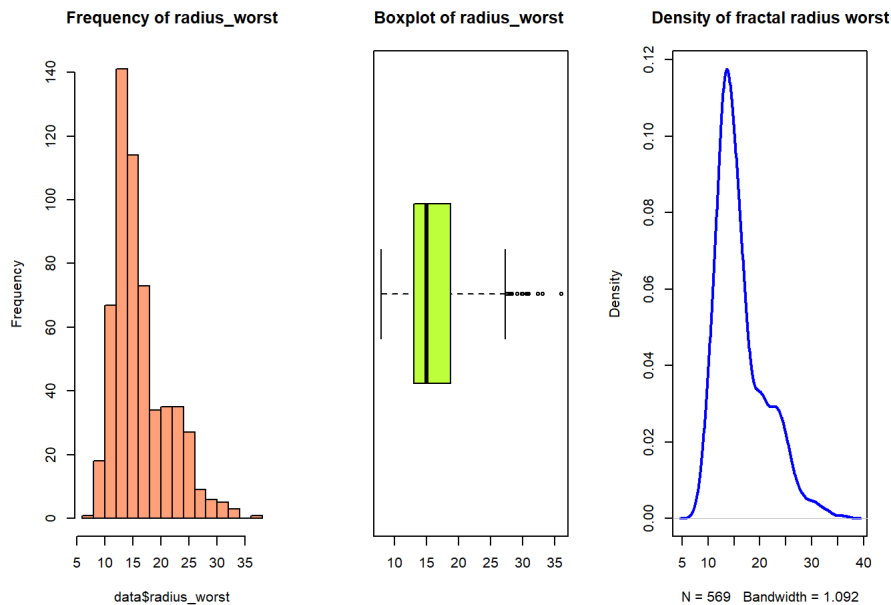 Frequency of radius_worst
Frequency
0 20 40 60 80 100 120 140
5 10 15 20 25 30 35
data$radius_worst
Boxplot of radius_worst
10 15 20 25 30 35
Density of fractal radius worst
Density
0.00 0.02 0.04 0.06 0.08 0.10 0.12
5 10 20 30 40
N = 569 Bandwidth = 1.092